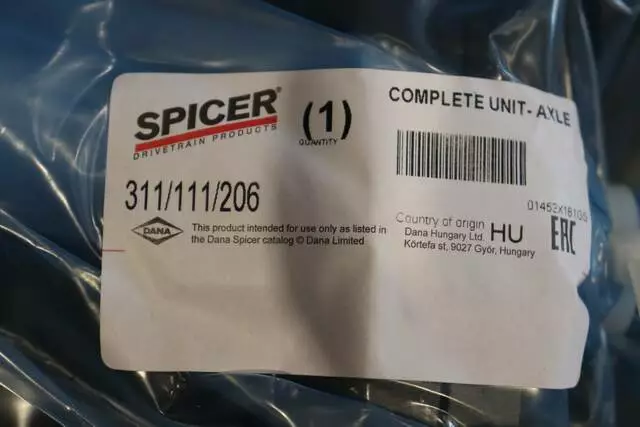 SPICER®
DRIVETRAIN PRODUCTS
(1)
QUANTITY
COMPLETE UNIT- AXLE
311/111/206
DANA
This product intended for use only as listed in
the Dana Spicer catalog © Dana Limited
Country of origin
Dana Hungary Ltd. HU
Körtefa st, 9027 Győr, Hungary
EAC